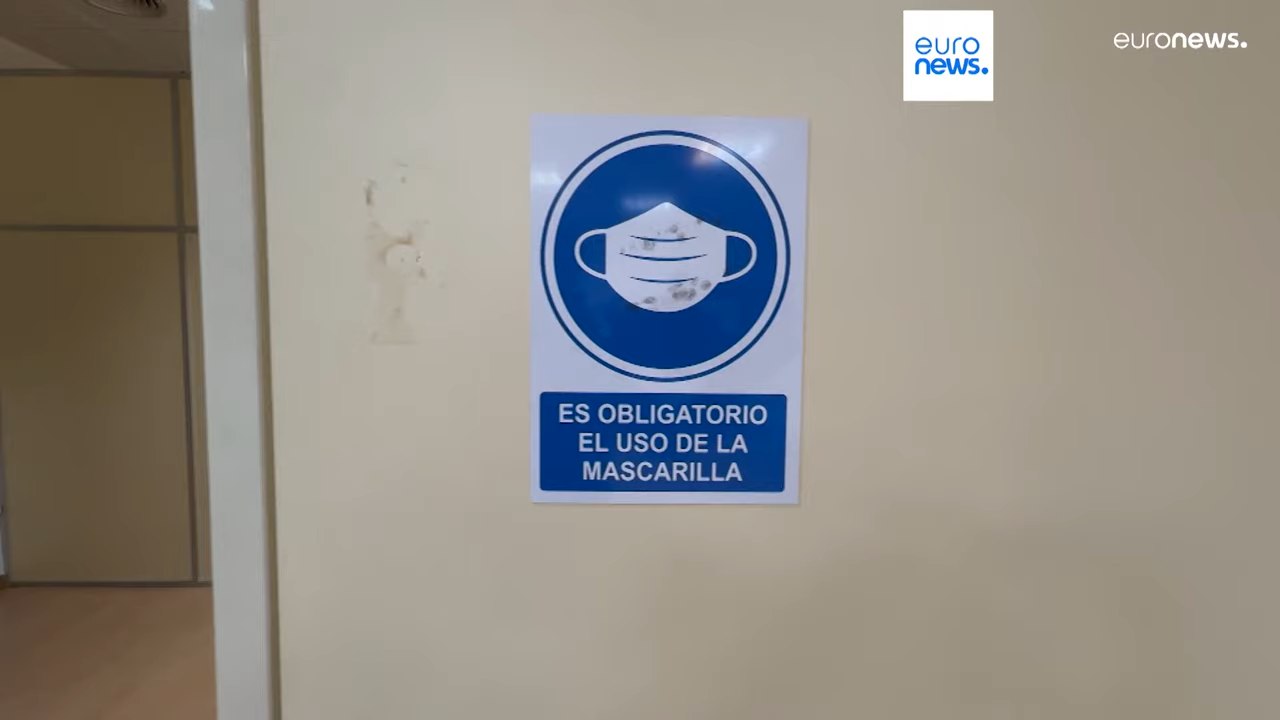 euro
news.
euronews.
ES OBLIGATORIO
EL USO DE LA
MASCARILLA